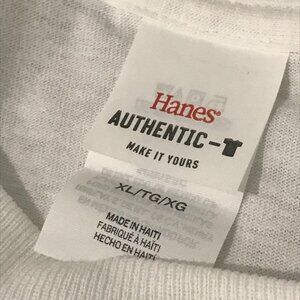 Hanes®
AUTHENTIC-
MAKE IT YOURS
XL/TG/XG
MADE IN HAITI
FABRIQUÉ À HAÏTI
HECHO EN HAITI